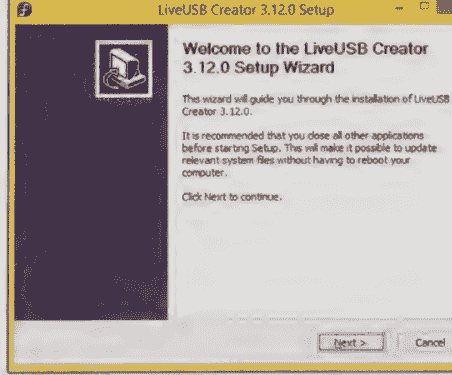 LiveUSB Creator 3.12.0 Setup
Welcome to the LiveUSB Creator
3.12.0 Setup Wizard
This wizard will guide you through the installation of LiveUSB
Creator 3.12.0.
It is recommended that you close all other applications
before starting Setup. This will make it possible to update
relevant system files without having to reboot your
computer.
Click Next to continue.
Next >
Cancel